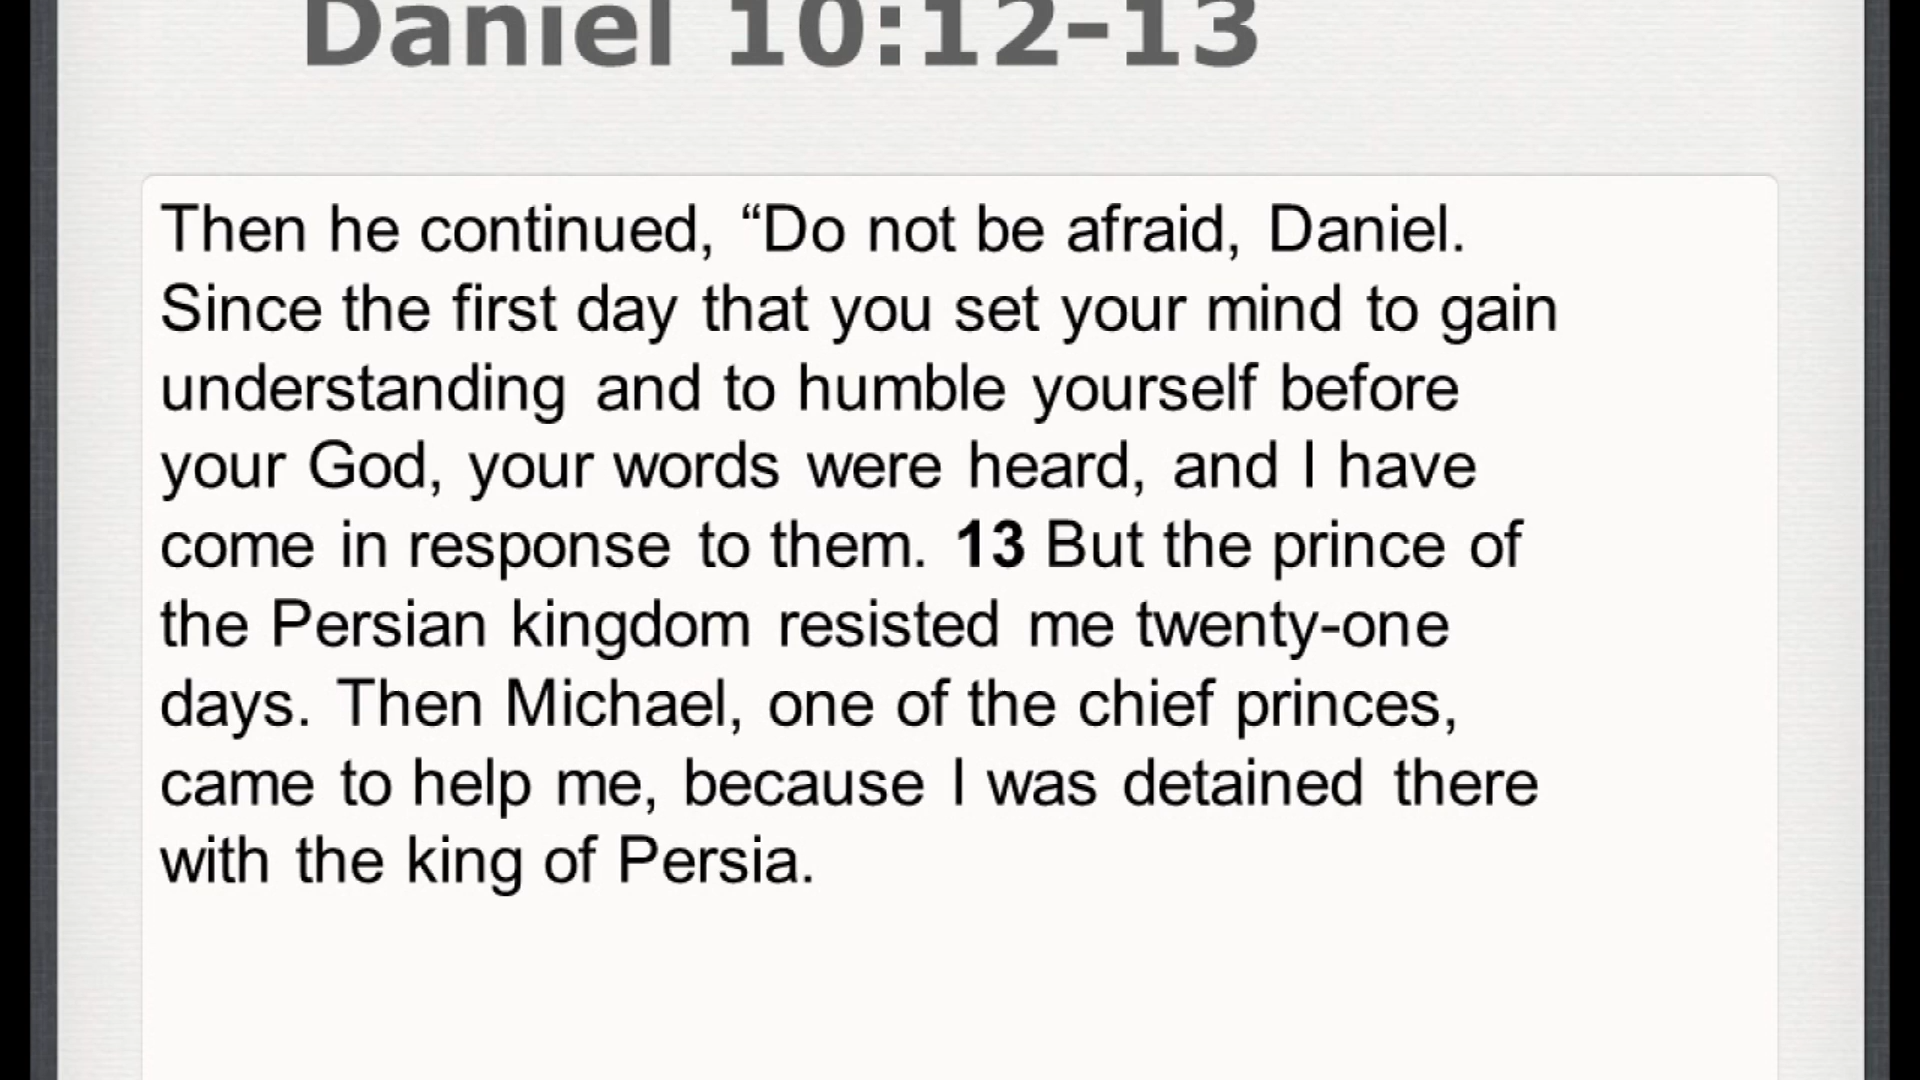 Daniel 10:12-13
Then he continued, “Do not be afraid, Daniel.
Since the first day that you set your mind to gain
understanding and to humble yourself before
your God, your words were heard, and I have
come in response to them. 13 But the prince of
the Persian kingdom resisted me twenty-one
days. Then Michael, one of the chief princes,
came to help me, because I was detained there
with the king of Persia.